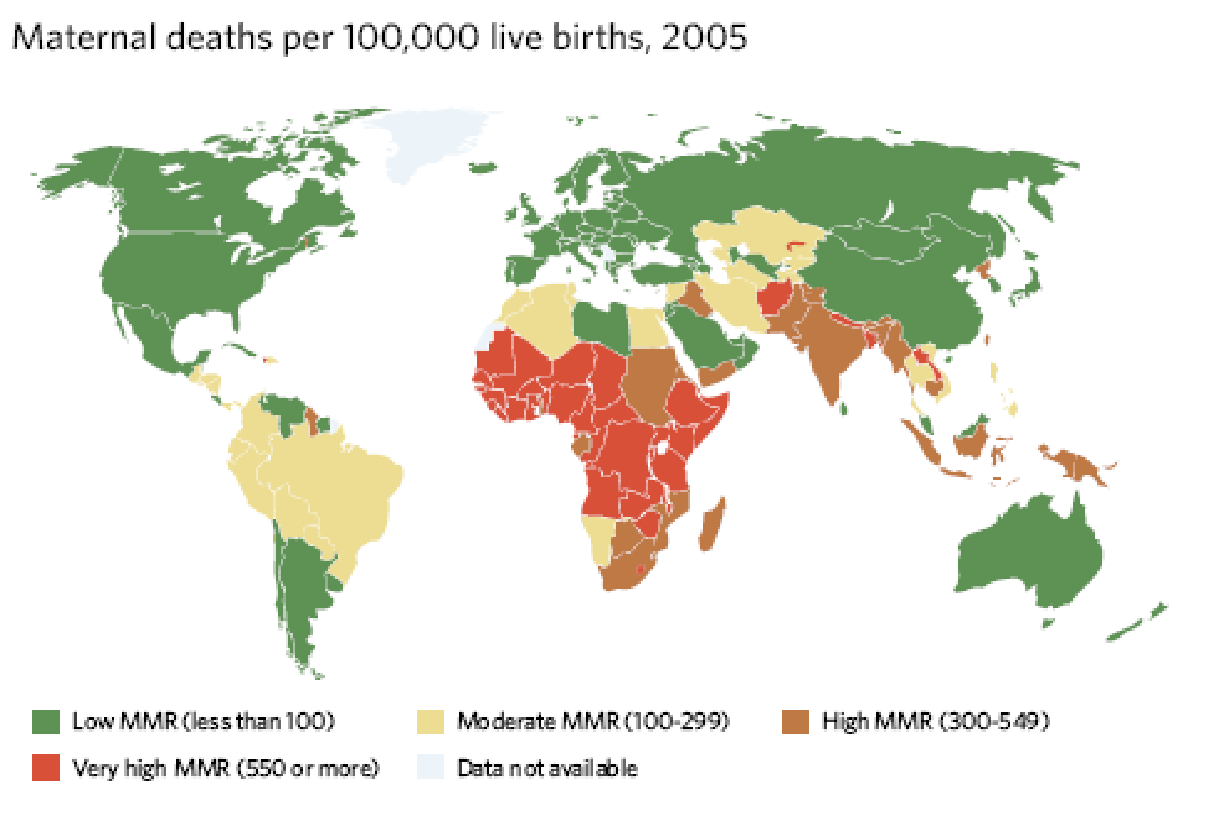 Maternal deaths per 100,000 live births, 2005
Low MMR (less than 100)
Moderate MMR (100-299)
High MMR (300-549)
Very high MMR (550 or more)
Data not available